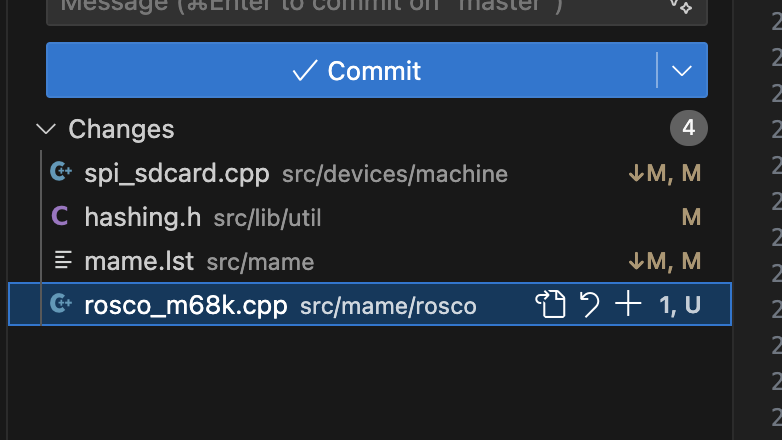 Message (⌘Enter to commit on "master")
Commit
Changes 4
spi_sdcard.cpp src/devices/machine ↓M, M
hashing.h src/lib/util M
mame.lst src/mame ↓M, M
rosco_m68k.cpp src/mame/rosco 1, U